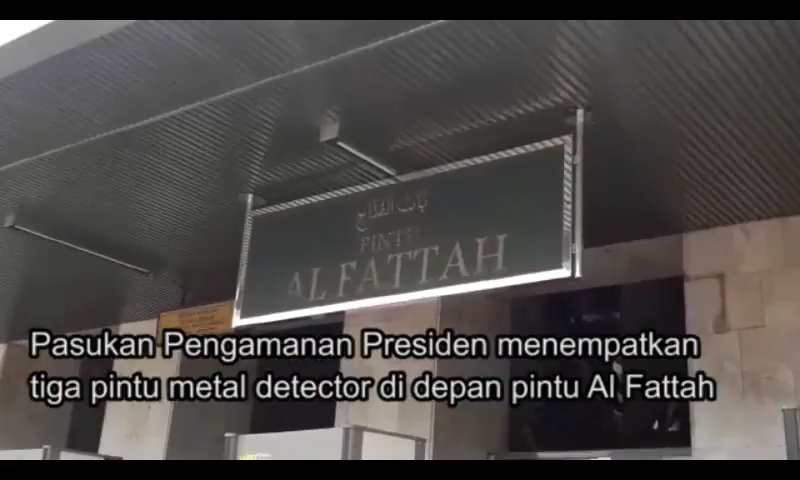 باب الفتاح
PINTU
AL FATTAH
Pasukan Pengamanan Presiden menempatkan
tiga pintu metal detector di depan pintu Al Fattah